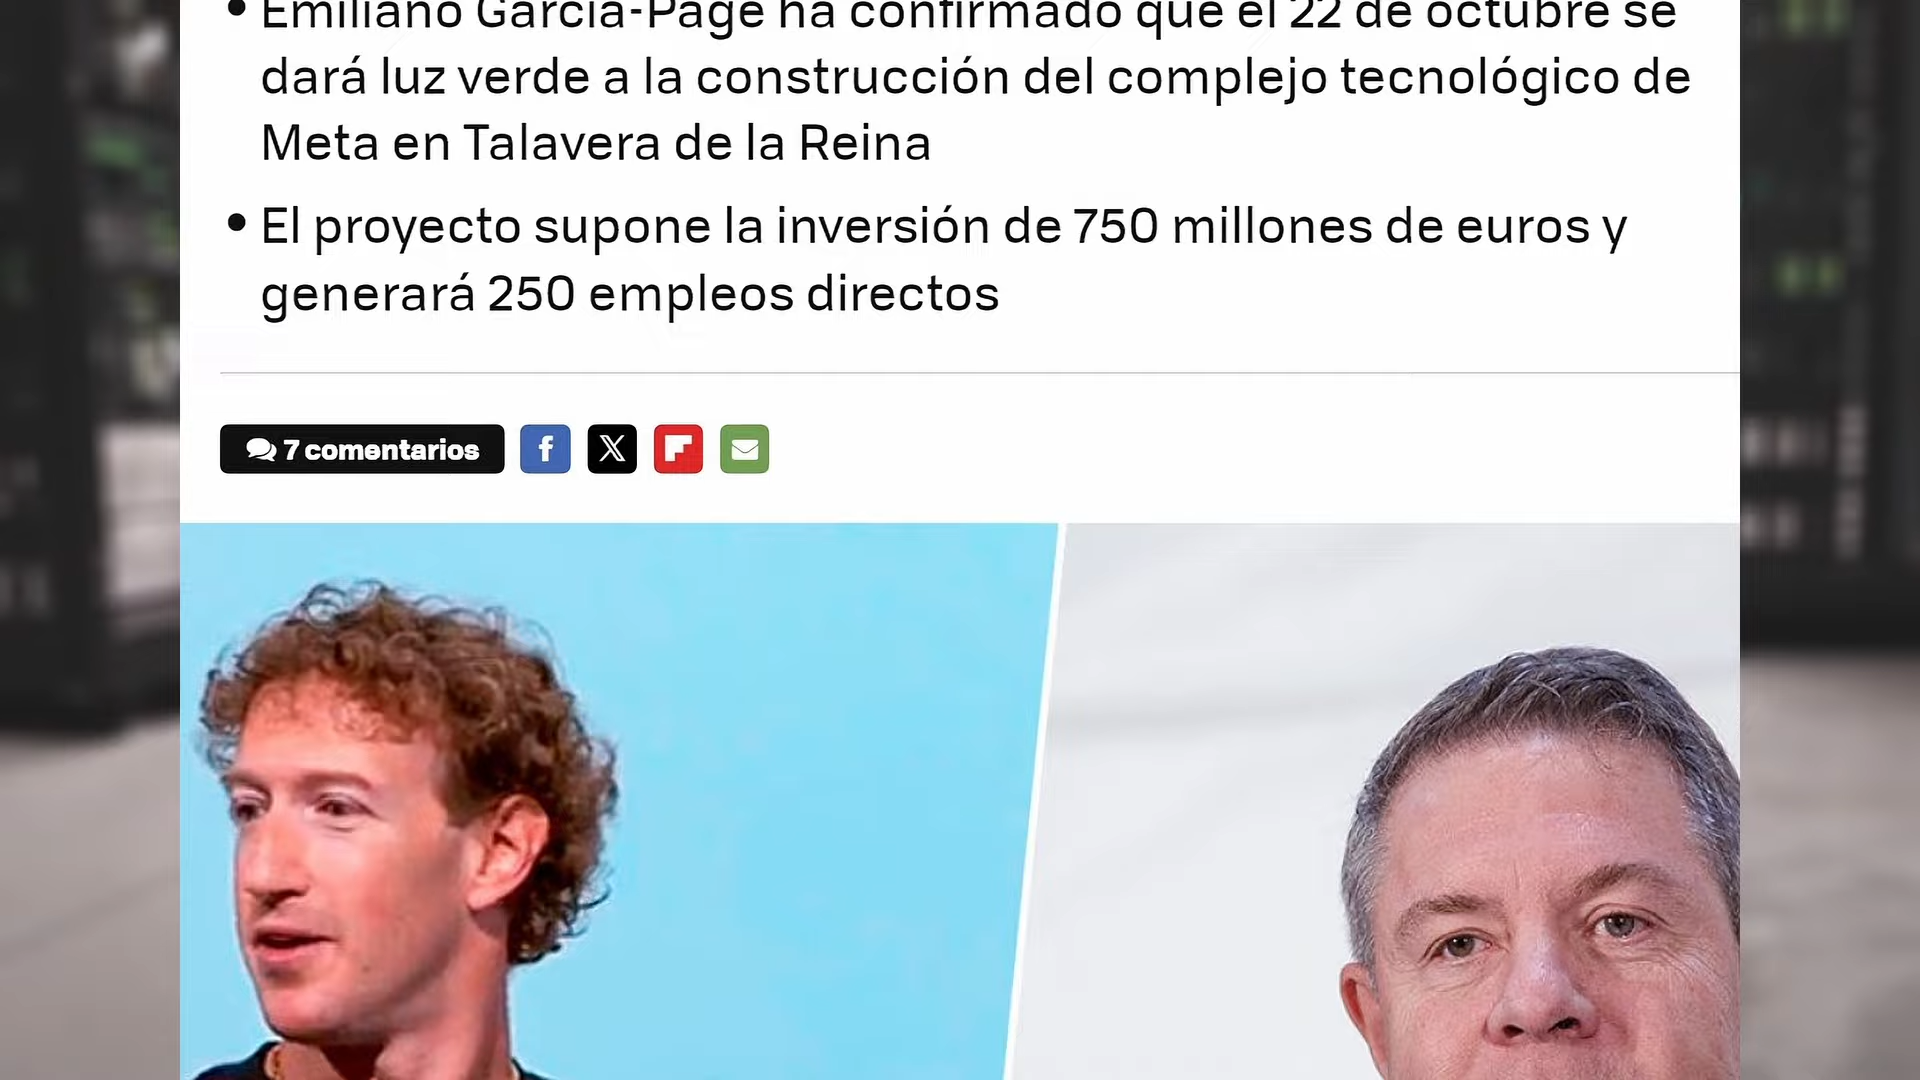 Emiliano García-Page ha confirmado que el 22 de octubre se
dará luz verde a la construcción del complejo tecnológico de
Meta en Talavera de la Reina
El proyecto supone la inversión de 750 millones de euros y
generará 250 empleos directos
7 comentarios